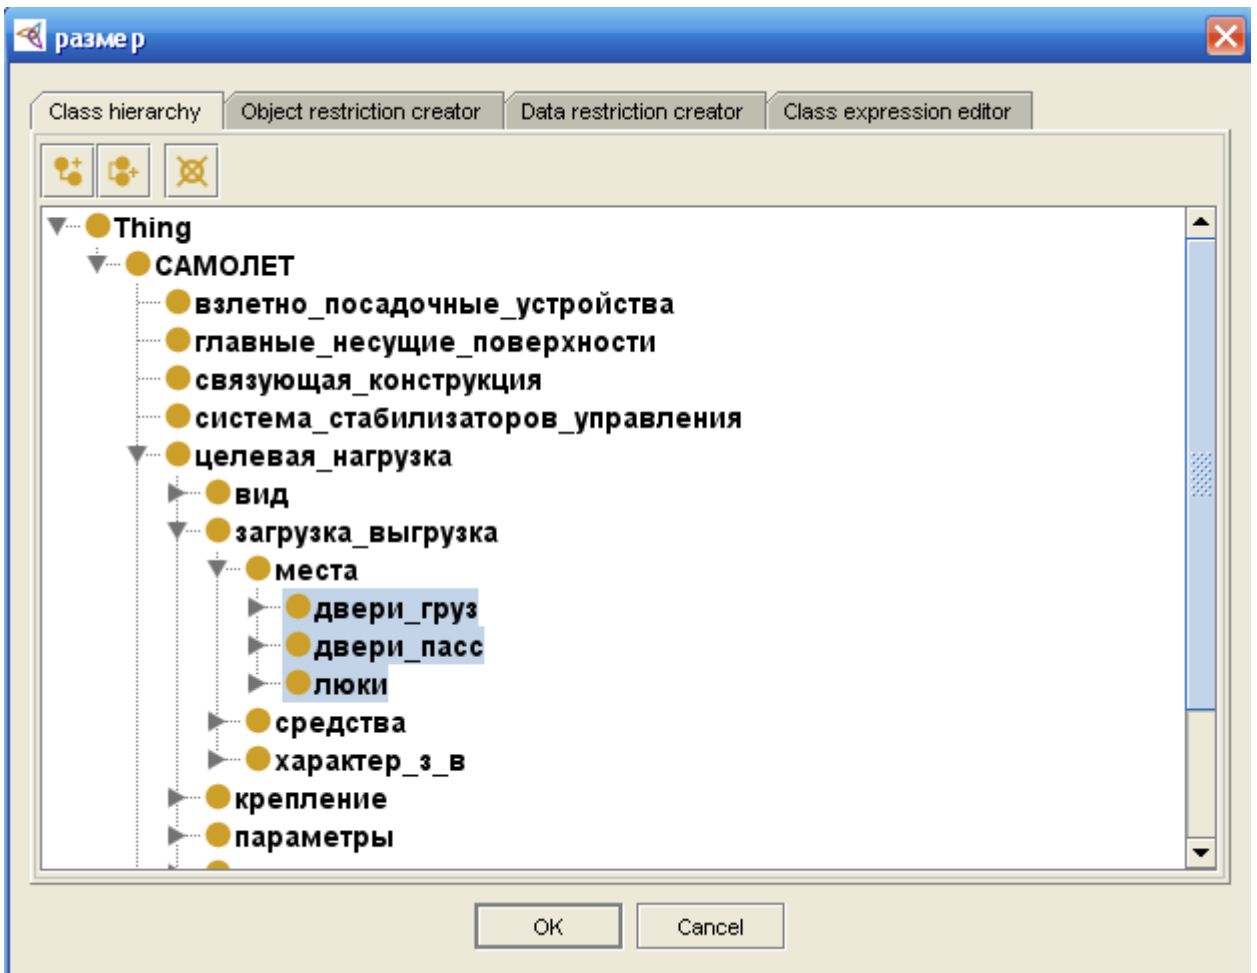 размер
Class hierarchy Object restriction creator Data restriction creator Class expression editor
Thing
САМОЛЕТ
взлетно_посадочные_устройства
главные_несущие_поверхности
связующая_конструкция
система_стабилизаторов_управления
целевая_нагрузка
вид
загрузка_выгрузка
места
двери_груз
двери_пасс
люки
средства
характер_з_в
крепление
параметры
OK Cancel